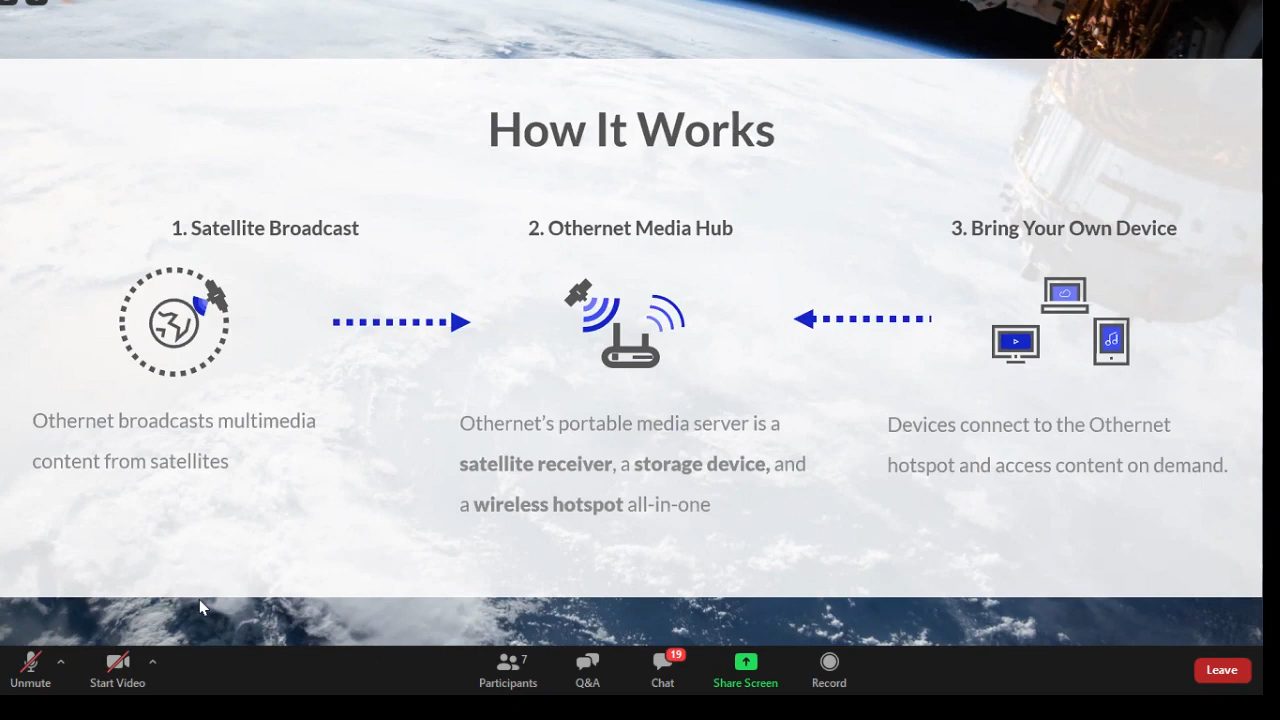 How It Works
1. Satellite Broadcast
2. Othernet Media Hub
3. Bring Your Own Device
Othernet broadcasts multimedia
content from satellites
Othernet’s portable media server is a
satellite receiver, a storage device, and
a wireless hotspot all-in-one
Devices connect to the Othernet
hotspot and access content on demand.
Unmute
Start Video
7
Participants
Q&A
19
Chat
Share Screen
Record
Leave